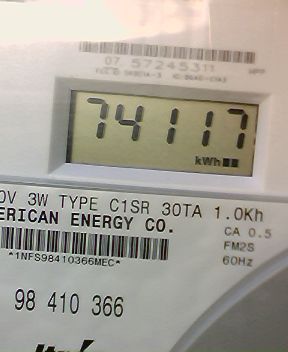 07 57245311
74117
kWh
0V 3W TYPE C1SR 30TA 1.0Kh
ERICAN ENERGY CO.
CA 0.5
FM2S
60Hz
*1NFS98410366MEC*
98 410 366